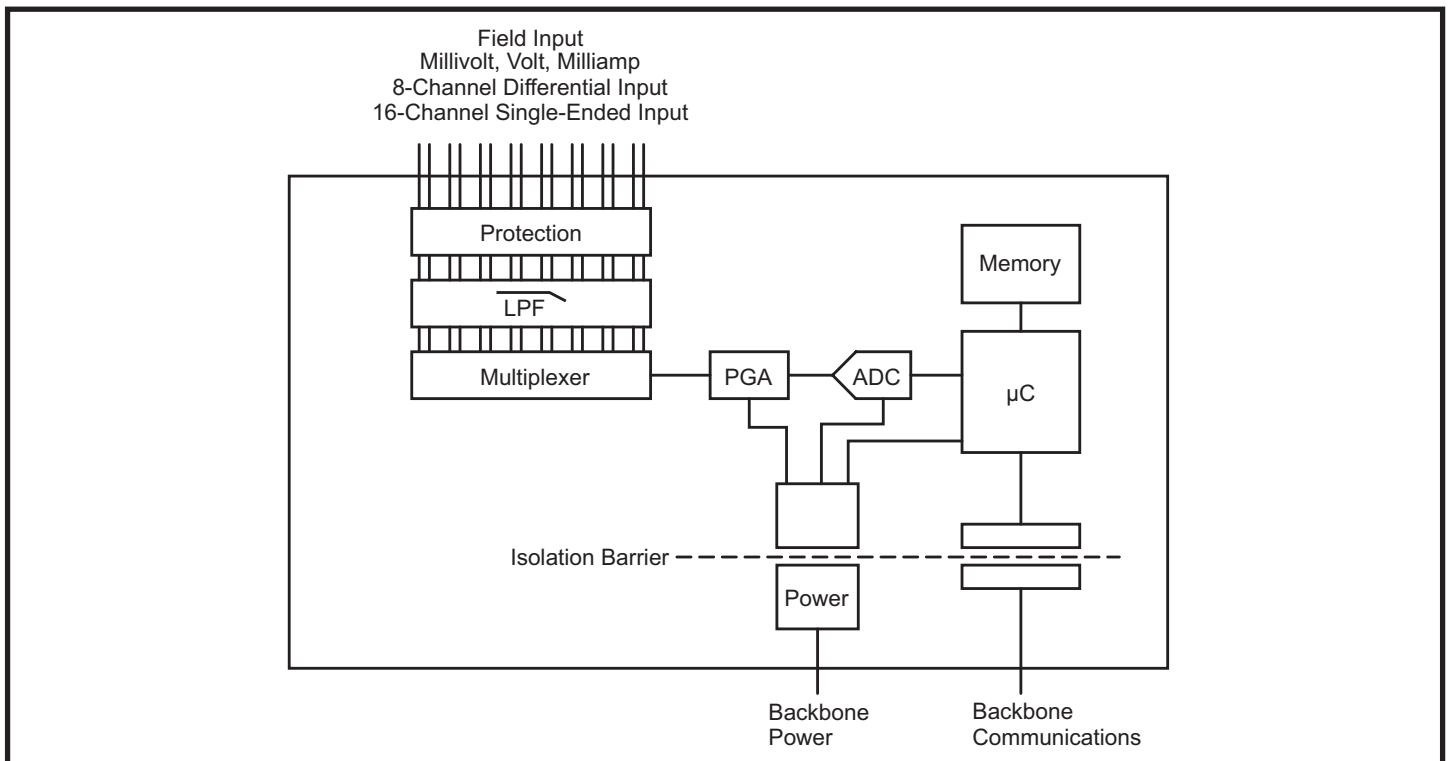 Field Input
Millivolt, Volt, Milliamp
8-Channel Differential Input
16-Channel Single-Ended Input
Protection
LPF
Multiplexer
PGA
ADC
Memory
µC
Isolation Barrier
Power
Backbone
Power
Backbone
Communications